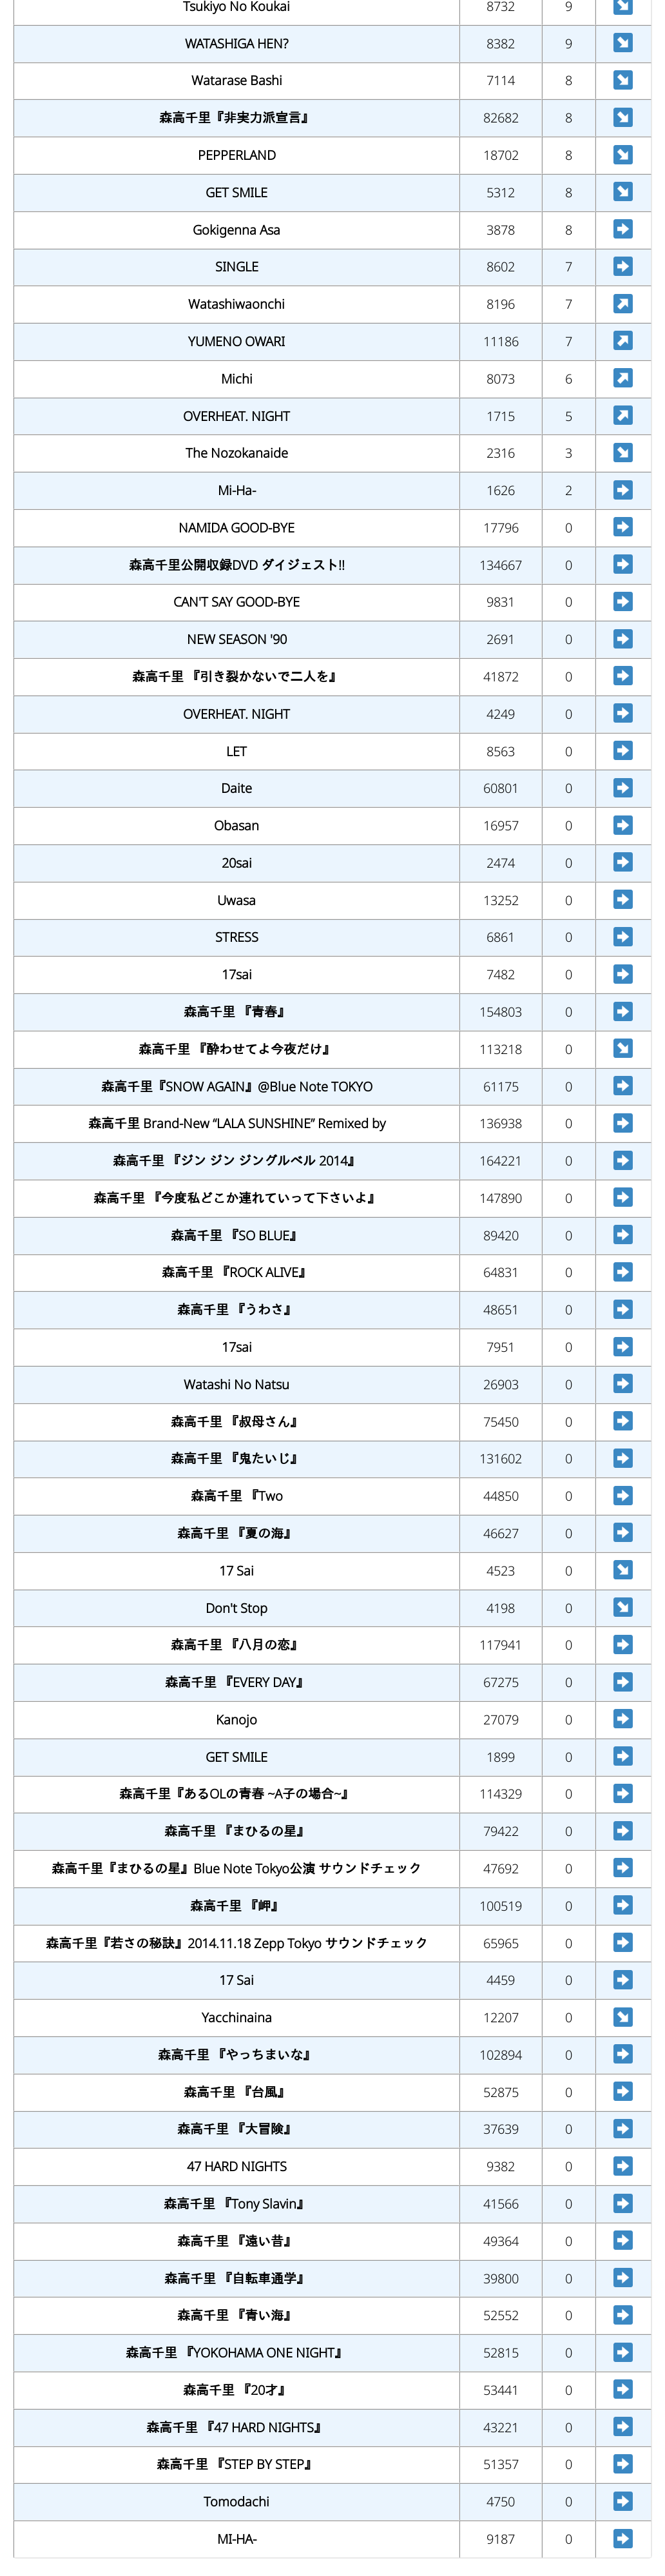 Tsukiyo No Koukai 8732 9 ↘
WATASHIGA HEN? 8382 9 ↘
Watarase Bashi 7114 8 ↘
森高千里『非実力派宣言』 82682 8 ↘
PEPPERLAND 18702 8 ↘
GET SMILE 5312 8 ↘
Gokigenna Asa 3878 8 ➡
SINGLE 8602 7 ➡
Watashiwaonchi 8196 7 ↗
YUMENO OWARI 11186 7 ↗
Michi 8073 6 ↗
OVERHEAT. NIGHT 1715 5 ↗
The Nozokanaide 2316 3 ↘
Mi-Ha- 1626 2 ➡
NAMIDA GOOD-BYE 17796 0 ➡
森高千里公開収録DVD ダイジェスト!! 134667 0 ➡
CAN'T SAY GOOD-BYE 9831 0 ➡
NEW SEASON '90 2691 0 ➡
森高千里 『引き裂かないで二人を』 41872 0 ➡
OVERHEAT. NIGHT 4249 0 ➡
LET 8563 0 ➡
Daite 60801 0 ➡
Obasan 16957 0 ➡
20sai 2474 0 ➡
Uwasa 13252 0 ➡
STRESS 6861 0 ➡
17sai 7482 0 ➡
森高千里 『青春』 154803 0 ➡
森高千里 『酔わせてよ今夜だけ』 113218 0 ↘
森高千里『SNOW AGAIN』@Blue Note TOKYO 61175 0 ➡
森高千里 Brand-New “LALA SUNSHINE” Remixed by 136938 0 ➡
森高千里 『ジン ジン ジングルベル 2014』 164221 0 ➡
森高千里 『今度私どこか連れていって下さいよ』 147890 0 ➡
森高千里 『SO BLUE』 89420 0 ➡
森高千里 『ROCK ALIVE』 64831 0 ➡
森高千里 『うわさ』 48651 0 ➡
17sai 7951 0 ➡
Watashi No Natsu 26903 0 ➡
森高千里 『叔母さん』 75450 0 ➡
森高千里 『鬼たいじ』 131602 0 ➡
森高千里 『Two 44850 0 ➡
森高千里 『夏の海』 46627 0 ➡
17 Sai 4523 0 ↘
Don't Stop 4198 0 ↘
森高千里 『八月の恋』 117941 0 ➡
森高千里 『EVERY DAY』 67275 0 ➡
Kanojo 27079 0 ➡
GET SMILE 1899 0 ➡
森高千里『あるOLの青春 ~A子の場合~』 114329 0 ➡
森高千里 『まひるの星』 79422 0 ➡
森高千里『まひるの星』Blue Note Tokyo公演 サウンドチェック 47692 0 ➡
森高千里 『岬』 100519 0 ➡
森高千里『若さの秘訣』2014.11.18 Zepp Tokyo サウンドチェック 65965 0 ➡
17 Sai 4459 0 ➡
Yacchinaina 12207 0 ↘
森高千里 『やっちまいな』 102894 0 ➡
森高千里 『台風』 52875 0 ➡
森高千里 『大冒険』 37639 0 ➡
47 HARD NIGHTS 9382 0 ➡
森高千里 『Tony Slavin』 41566 0 ➡
森高千里 『遠い昔』 49364 0 ➡
森高千里 『自転車通学』 39800 0 ➡
森高千里 『青い海』 52552 0 ➡
森高千里 『YOKOHAMA ONE NIGHT』 52815 0 ➡
森高千里 『20才』 53441 0 ➡
森高千里 『47 HARD NIGHTS』 43221 0 ➡
森高千里 『STEP BY STEP』 51357 0 ➡
Tomodachi 4750 0 ➡
MI-HA- 9187 0 ➡